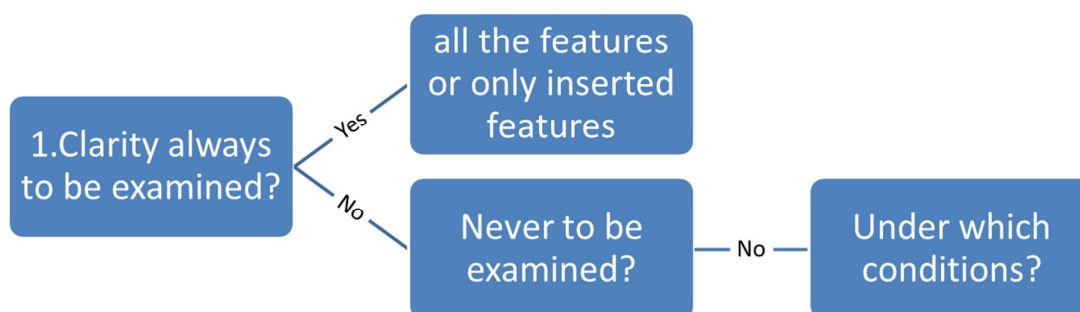 1.Clarity always
to be examined?
Yes
all the features
or only inserted
features
No
Never to be
examined?
No
Under which
conditions?